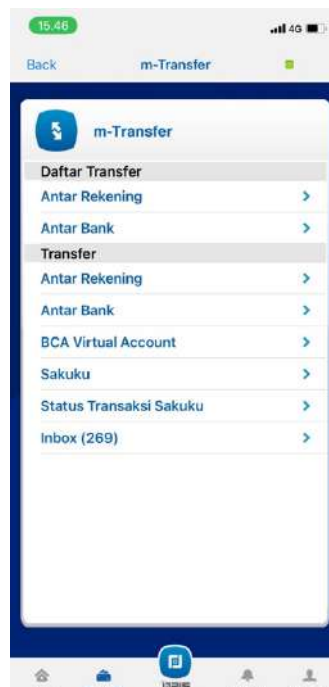 15.46
4G
Back m-Transfer
m-Transfer
Daftar Transfer
Antar Rekening
Antar Bank
Transfer
Antar Rekening
Antar Bank
BCA Virtual Account
Sakuku
Status Transaksi Sakuku
Inbox (269)